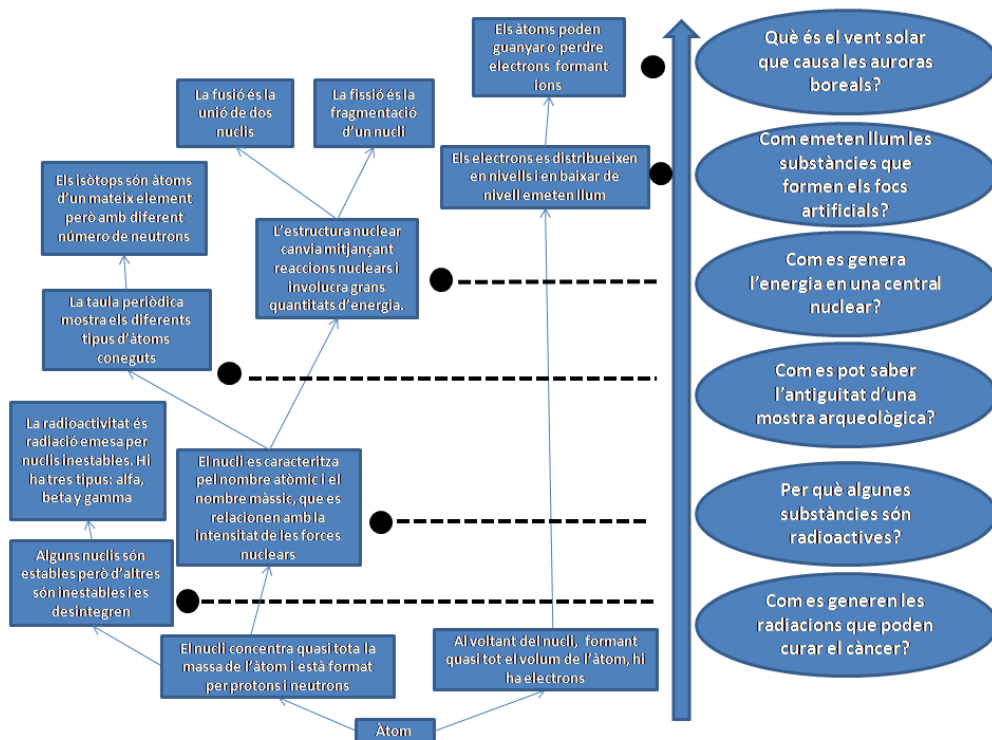 Els àtoms poden
guanyar o perdre
electrons formant
ions
Què és el vent solar
que causa les auroras
boreals?
La fusió és la
unió de dos
nuclis
La fissió és la
fragmentació
d'un nucli
Els electrons es distribueixen
en nivells i en baixar de
nivell emeten llum
Com emeten llum les
substàncies que
formen els focs
artificials?
Els isòtops són àtoms
d'un mateix element
però amb diferent
número de neutrons
L'estructura nuclear
canvia mitjançant
reaccions nuclears i
involucra grans
quantitats d'energia.
Com es genera
l'energia en una central
nuclear?
La taula periòdica
mostra els diferents
tipus d'àtoms
coneguts
Com es pot saber
l'antiguitat d'una
mostra arqueològica?
La radioactivitat és
radiació emesa per
nuclis inestables. Hi
ha tres tipus: alfa,
beta y gamma
El nucli es caracteritza
pel nombre atòmic i el
nombre màssic, que es
relacionen amb la
intensitat de les forces
nuclears
Per què algunes
substàncies són
radioactives?
Alguns nuclis són
estables però d'altres
són inestables i es
desintegren
Com es generen les
radiacions que poden
curar el càncer?
El nucli concentra quasi tota la
massa de l'àtom i està format
per protons i neutrons
Al voltant del nucli, formant
quasi tot el volum de l'àtom, hi
ha electrons
Àtom